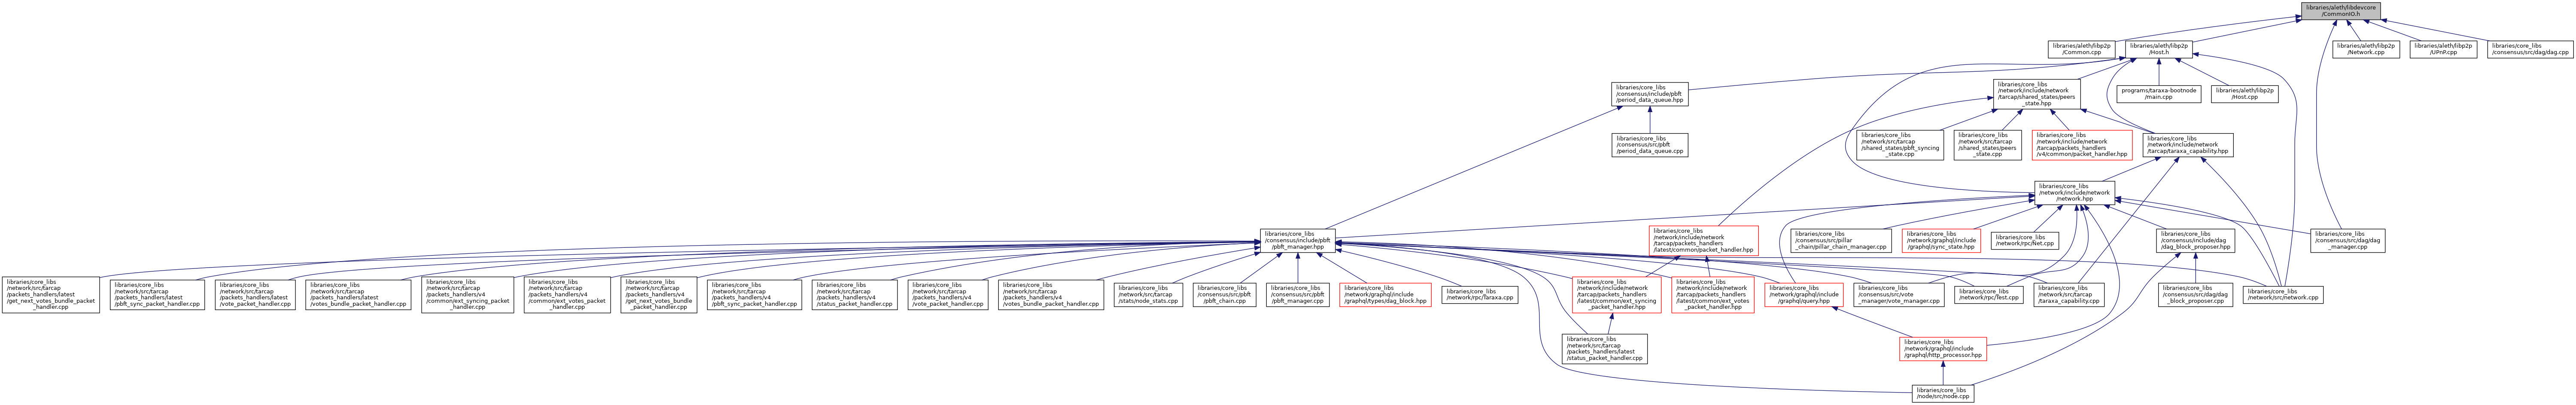 libraries/aleth/libdevcore
/CommonIO.h
libraries/aleth/libp2p
/Common.cpp
libraries/aleth/libp2p
/Host.h
libraries/aleth/libp2p
/Network.cpp
libraries/aleth/libp2p
/UPnP.cpp
libraries/core_libs
/consensus/src/dag/dag.cpp
libraries/core_libs
/consensus/include/pbft
/period_data_queue.hpp
libraries/core_libs
/network/include/network
/tarcap/shared_states/peers
_state.hpp
programs/taraxa-bootnode
/main.cpp
libraries/aleth/libp2p
/Host.cpp
libraries/core_libs
/consensus/src/pbft
/period_data_queue.cpp
libraries/core_libs
/network/src/tarcap
/shared_states/pbft_syncing
_state.cpp
libraries/core_libs
/network/src/tarcap
/shared_states/peers
_state.cpp
libraries/core_libs
/network/include/network
/tarcap/packets_handlers
/v4/common/packet_handler.hpp
libraries/core_libs
/network/include/network
/tarcap/taraxa_capability.hpp
libraries/core_libs
/network/include/network
/network.hpp
libraries/core_libs
/consensus/include/pbft
/pbft_manager.hpp
libraries/core_libs
/network/include/network
/tarcap/packets_handlers
/latest/common/packet_handler.hpp
libraries/core_libs
/consensus/src/pillar
_chain/pillar_chain_manager.cpp
libraries/core_libs
/network/graphql/include
/graphql/sync_state.hpp
libraries/core_libs
/network/rpc/Net.cpp
libraries/core_libs
/consensus/include/dag
/dag_block_proposer.hpp
libraries/core_libs
/consensus/src/dag/dag
_manager.cpp
libraries/core_libs
/network/src/tarcap
/packets_handlers/latest
/get_next_votes_bundle_packet
_handler.cpp
libraries/core_libs
/network/src/tarcap
/packets_handlers/latest
/pbft_sync_packet_handler.cpp
libraries/core_libs
/network/src/tarcap
/packets_handlers/latest
/vote_packet_handler.cpp
libraries/core_libs
/network/src/tarcap
/packets_handlers/latest
/votes_bundle_packet_handler.cpp
libraries/core_libs
/network/src/tarcap
/packets_handlers/v4
/common/ext_syncing_packet
_handler.cpp
libraries/core_libs
/network/src/tarcap
/packets_handlers/v4
/common/ext_votes_packet
_handler.cpp
libraries/core_libs
/network/src/tarcap
/packets_handlers/v4
/get_next_votes_bundle
_packet_handler.cpp
libraries/core_libs
/network/src/tarcap
/packets_handlers/v4
/pbft_sync_packet_handler.cpp
libraries/core_libs
/network/src/tarcap
/packets_handlers/v4
/status_packet_handler.cpp
libraries/core_libs
/network/src/tarcap
/packets_handlers/v4
/vote_packet_handler.cpp
libraries/core_libs
/network/src/tarcap
/packets_handlers/v4
/votes_bundle_packet_handler.cpp
libraries/core_libs
/network/src/tarcap
/stats/node_stats.cpp
libraries/core_libs
/consensus/src/pbft
/pbft_chain.cpp
libraries/core_libs
/consensus/src/pbft
/pbft_manager.cpp
libraries/core_libs
/network/graphql/include
/graphql/types/dag_block.hpp
libraries/core_libs
/network/rpc/Taraxa.cpp
libraries/core_libs
/network/include/network
/tarcap/packets_handlers
/latest/common/ext_syncing
_packet_handler.hpp
libraries/core_libs
/network/include/network
/tarcap/packets_handlers
/latest/common/ext_votes
_packet_handler.hpp
libraries/core_libs
/network/graphql/include
/graphql/query.hpp
libraries/core_libs
/consensus/src/vote
_manager/vote_manager.cpp
libraries/core_libs
/network/rpc/Test.cpp
libraries/core_libs
/network/src/tarcap
/taraxa_capability.cpp
libraries/core_libs
/consensus/src/dag/dag
_block_proposer.cpp
libraries/core_libs
/network/src/network.cpp
libraries/core_libs
/network/src/tarcap
/packets_handlers/latest
/status_packet_handler.cpp
libraries/core_libs
/network/graphql/include
/graphql/http_processor.hpp
libraries/core_libs
/node/src/node.cpp